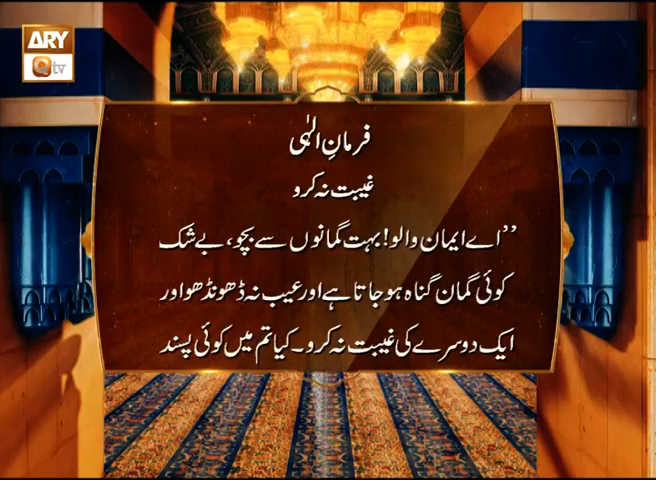 ARY
Qtv
فرمانِ الٰہی
غیبت نہ کرو
”اے ایمان والو! بہت گمانوں سے بچو، بے شک
کوئی گمان گناہ ہو جاتا ہے اور عیب نہ ڈھونڈھو اور
ایک دوسرے کی غیبت نہ کرو۔ کیا تم میں کوئی پسند